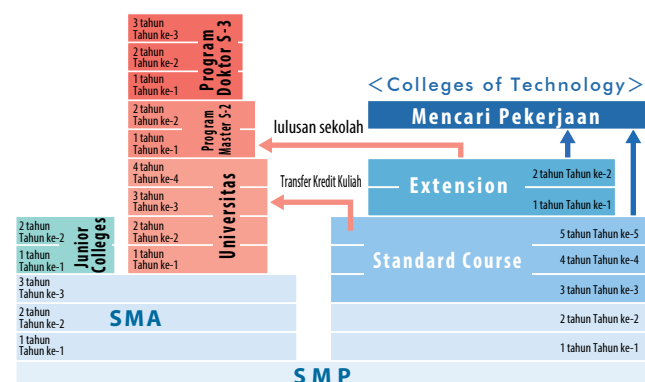 3 tahun
Tahun ke-3
2 tahun
Tahun ke-2
1 tahun
Tahun ke-1
Program
Doktor S-3
2 tahun
Tahun ke-2
1 tahun
Tahun ke-1
Program
Master S-2
4 tahun
Tahun ke-4
3 tahun
Tahun ke-3
2 tahun
Tahun ke-2
1 tahun
Tahun ke-1
Universitas
2 tahun
Tahun ke-2
1 tahun
Tahun ke-1
Junior
Colleges
3 tahun
Tahun ke-3
2 tahun
Tahun ke-2
1 tahun
Tahun ke-1
SMA
<Colleges of Technology>
Mencari Pekerjaan
lulusan sekolah
Transfer Kredit Kuliah
Extension
2 tahun Tahun ke-2
1 tahun Tahun ke-1
Standard Course
5 tahun Tahun ke-5
4 tahun Tahun ke-4
3 tahun Tahun ke-3
2 tahun Tahun ke-2
1 tahun Tahun ke-1
SMP